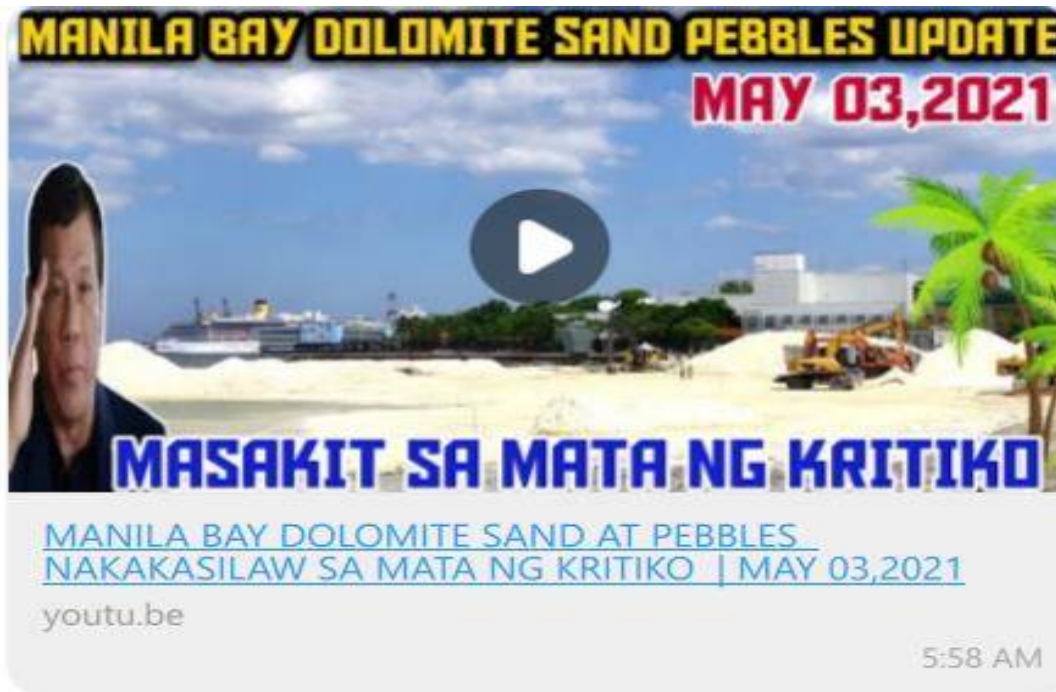 MANILA BAY DOLOMITE SAND PEBBLES UPDATE
MAY 03,2021
MASAKIT SA MATA NG KRITIKO
MANILA BAY DOLOMITE SAND AT PEBBLES
NAKAKASILAW SA MATA NG KRITIKO | MAY 03,2021
youtu.be
5:58 AM